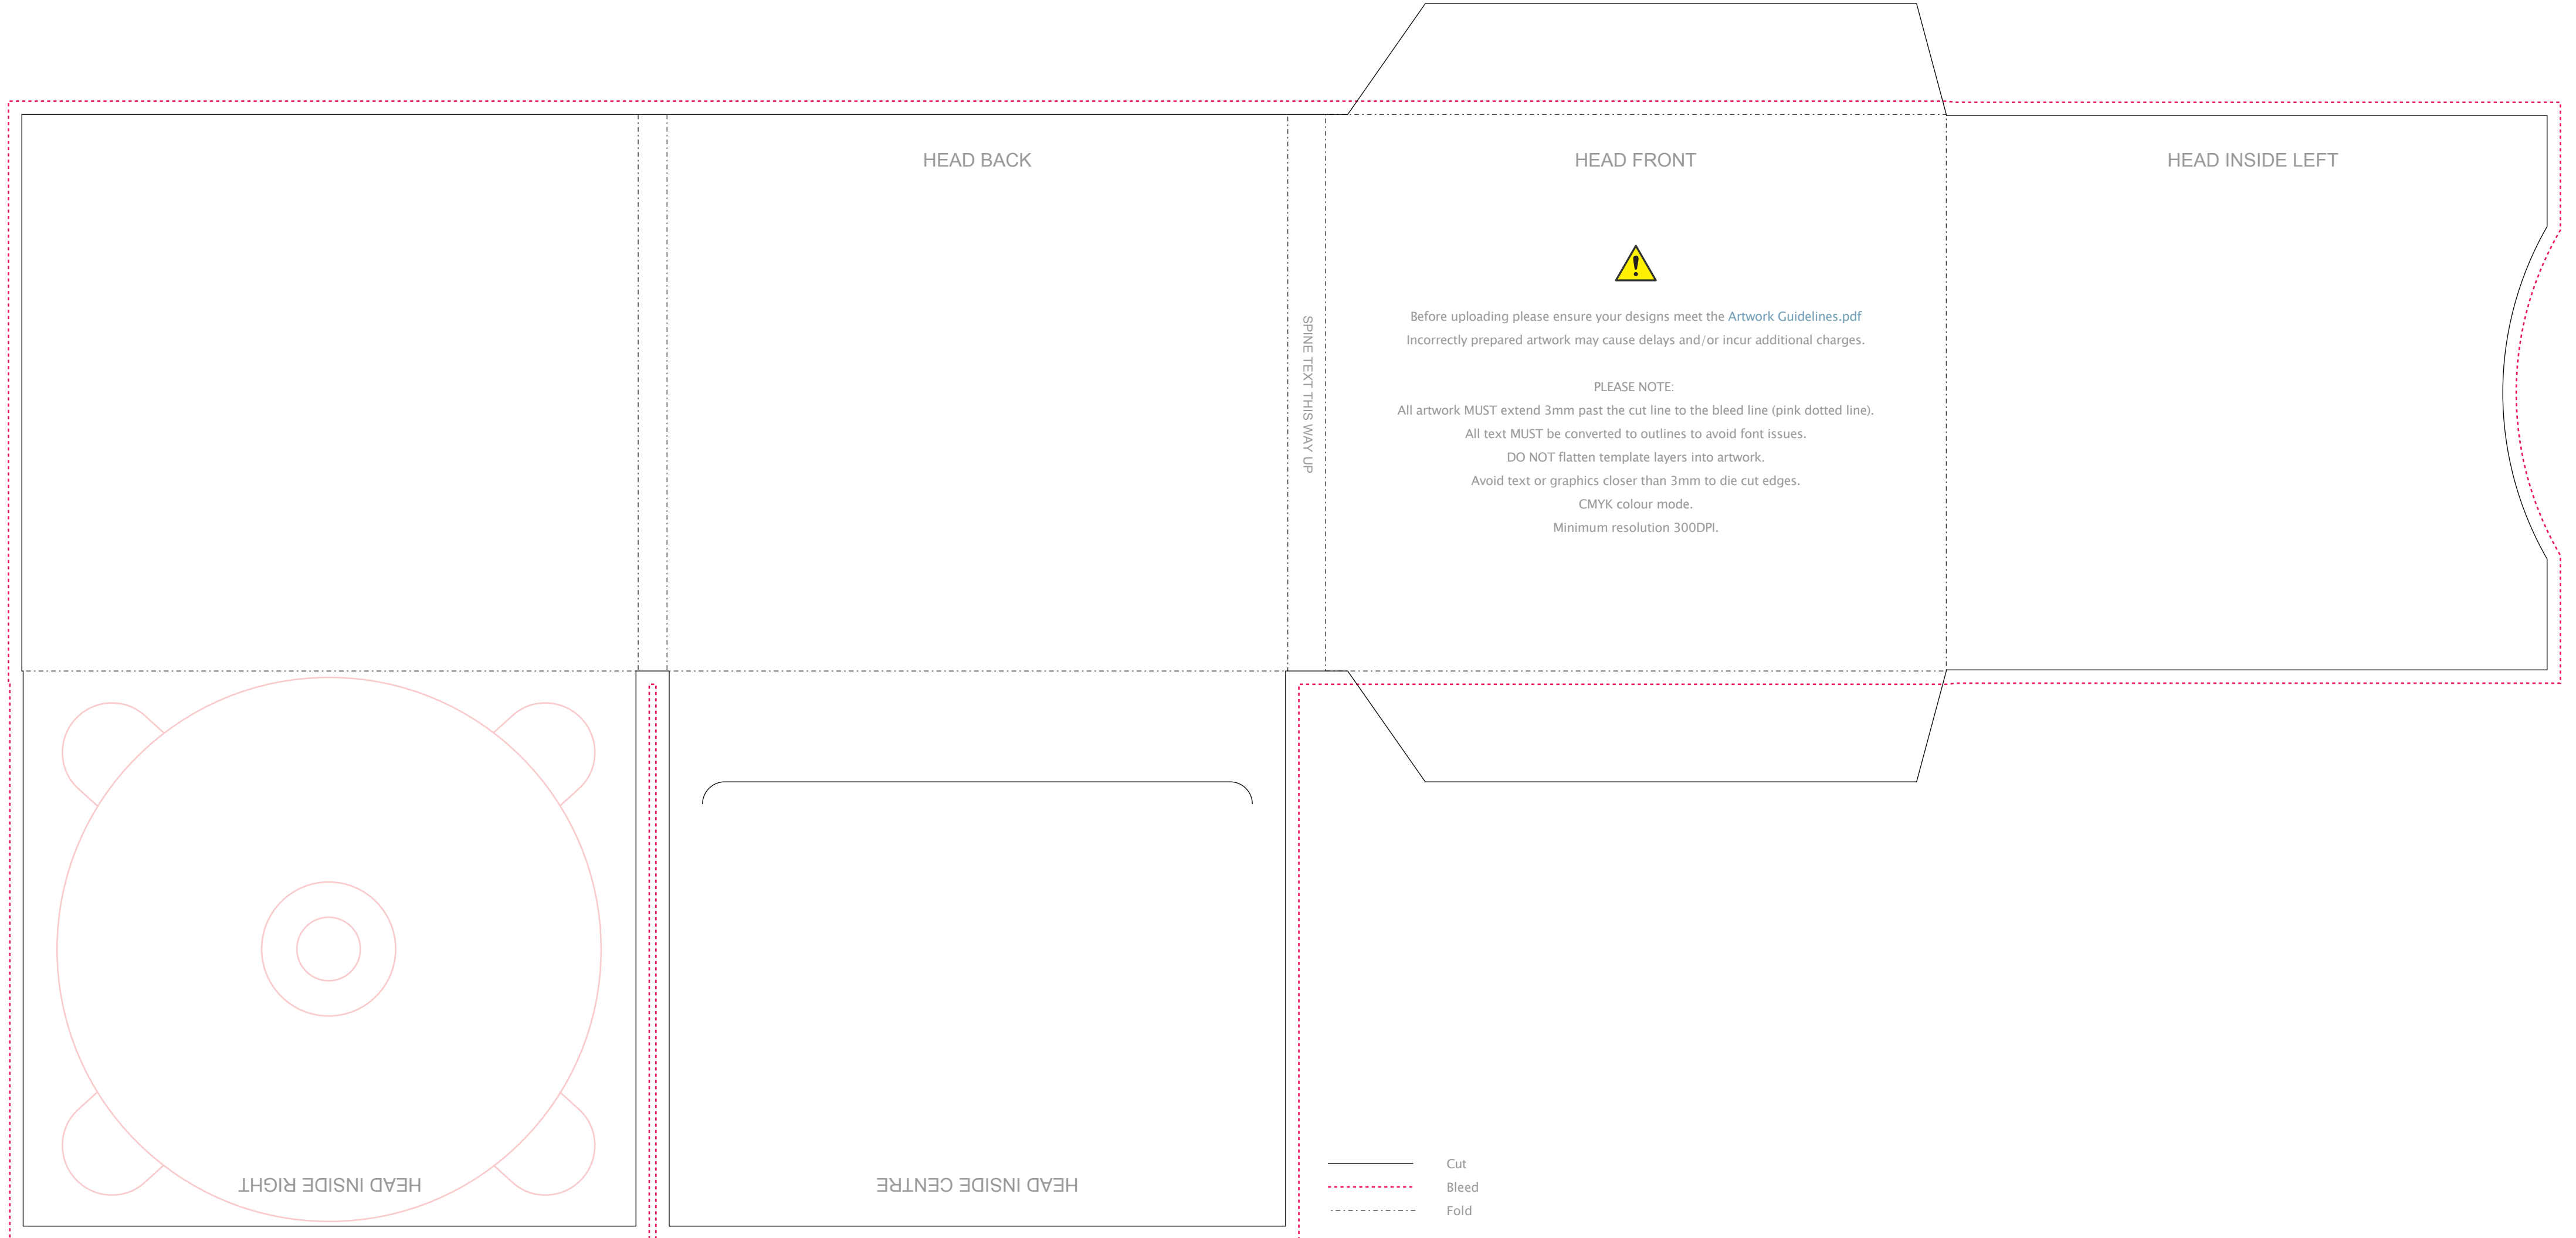 HEAD BACK
HEAD FRONT
HEAD INSIDE LEFT
SPINE TEXT THIS WAY UP
Before uploading please ensure your designs meet the Artwork Guidelines.pdf
Incorrectly prepared artwork may cause delays and/or incur additional charges.
PLEASE NOTE:
All artwork MUST extend 3mm past the cut line to the bleed line (pink dotted line).
All text MUST be converted to outlines to avoid font issues.
DO NOT flatten template layers into artwork.
Avoid text or graphics closer than 3mm to die cut edges.
CMYK colour mode.
Minimum resolution 300DPI.
HEAD INSIDE RIGHT
HEAD INSIDE CENTRE
Cut
Bleed
Fold